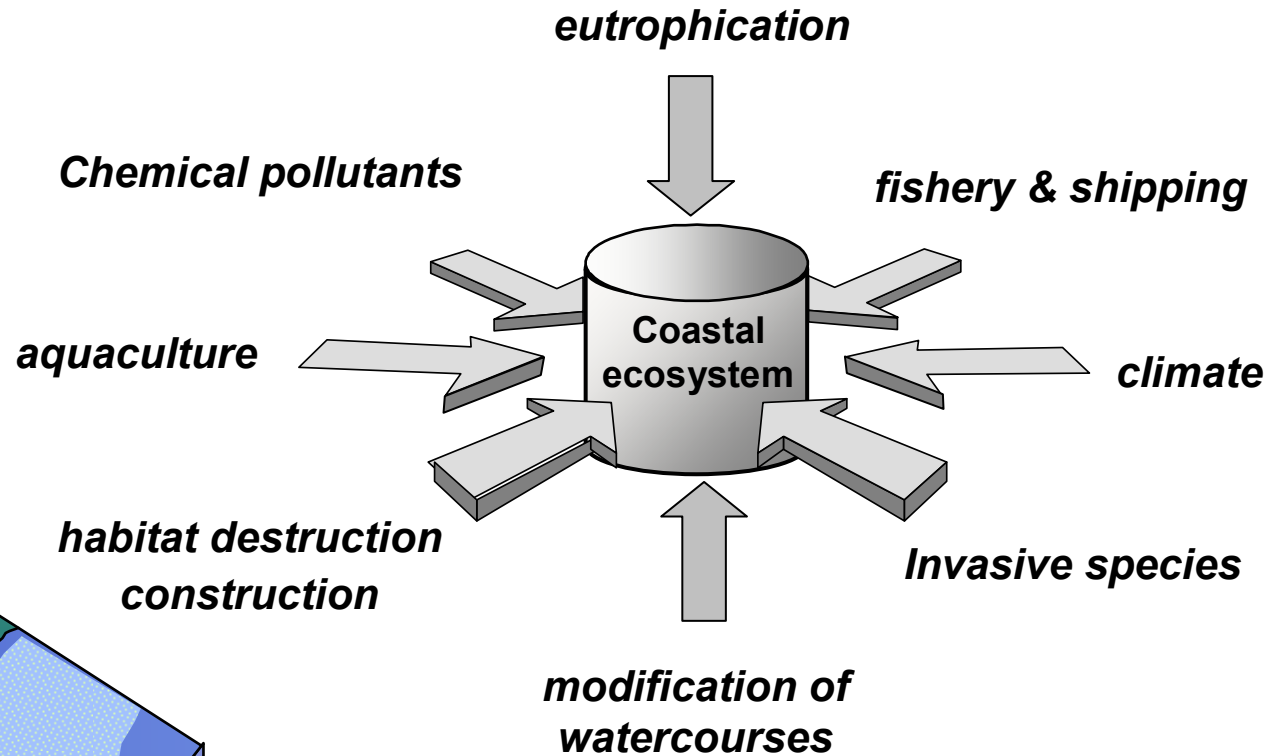 eutrophication
Chemical pollutants
fishery & shipping
Coastal
ecosystem
aquaculture
climate
habitat destruction
construction
Invasive species
modification of
watercourses